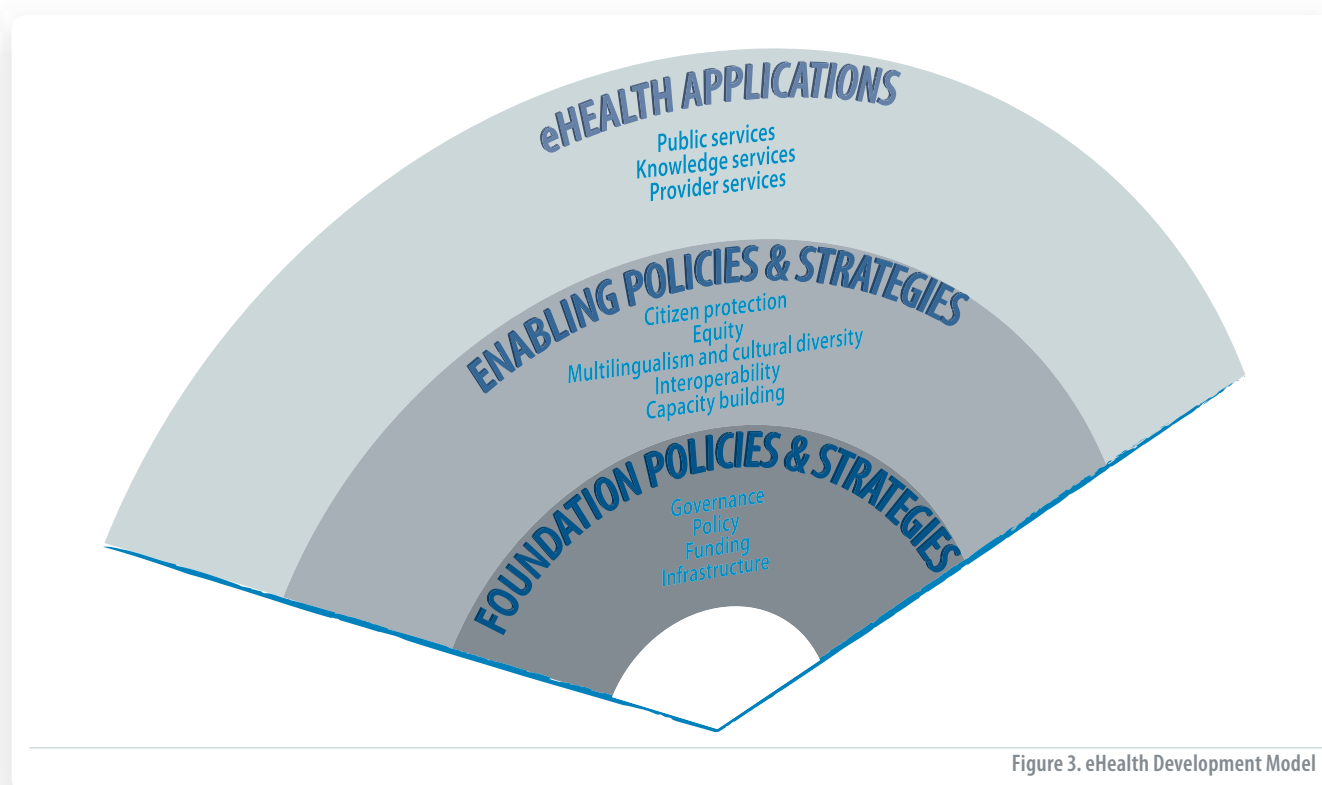 eHEALTH APPLICATIONS
Public services
Knowledge services
Provider services
ENABLING POLICIES & STRATEGIES
Citizen protection
Equity
Multilingualism and cultural diversity
Interoperability
Capacity building
FOUNDATION POLICIES & STRATEGIES
Governance
Policy
Funding
Infrastructure
Figure 3. eHealth Development Model